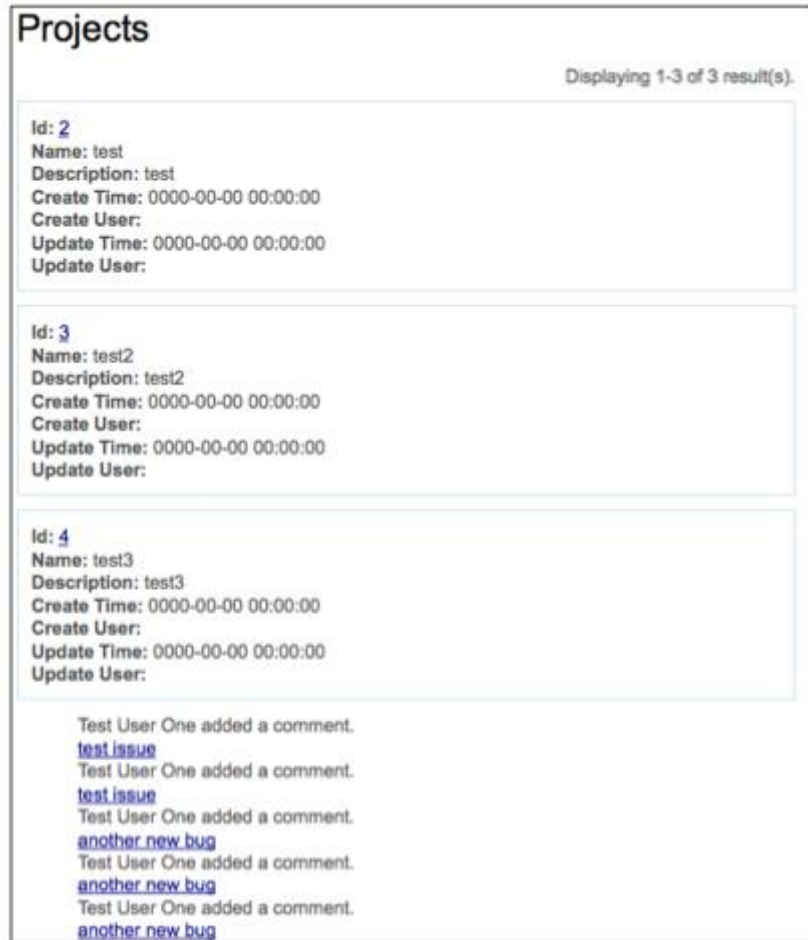 Projects
Displaying 1-3 of 3 result(s).
Id: 2
Name: test
Description: test
Create Time: 0000-00-00 00:00:00
Create User:
Update Time: 0000-00-00 00:00:00
Update User:
Id: 3
Name: test2
Description: test2
Create Time: 0000-00-00 00:00:00
Create User:
Update Time: 0000-00-00 00:00:00
Update User:
Id: 4
Name: test3
Description: test3
Create Time: 0000-00-00 00:00:00
Create User:
Update Time: 0000-00-00 00:00:00
Update User:
Test User One added a comment.
test issue
Test User One added a comment.
test issue
Test User One added a comment.
another new bug
Test User One added a comment.
another new bug
Test User One added a comment.
another new bug